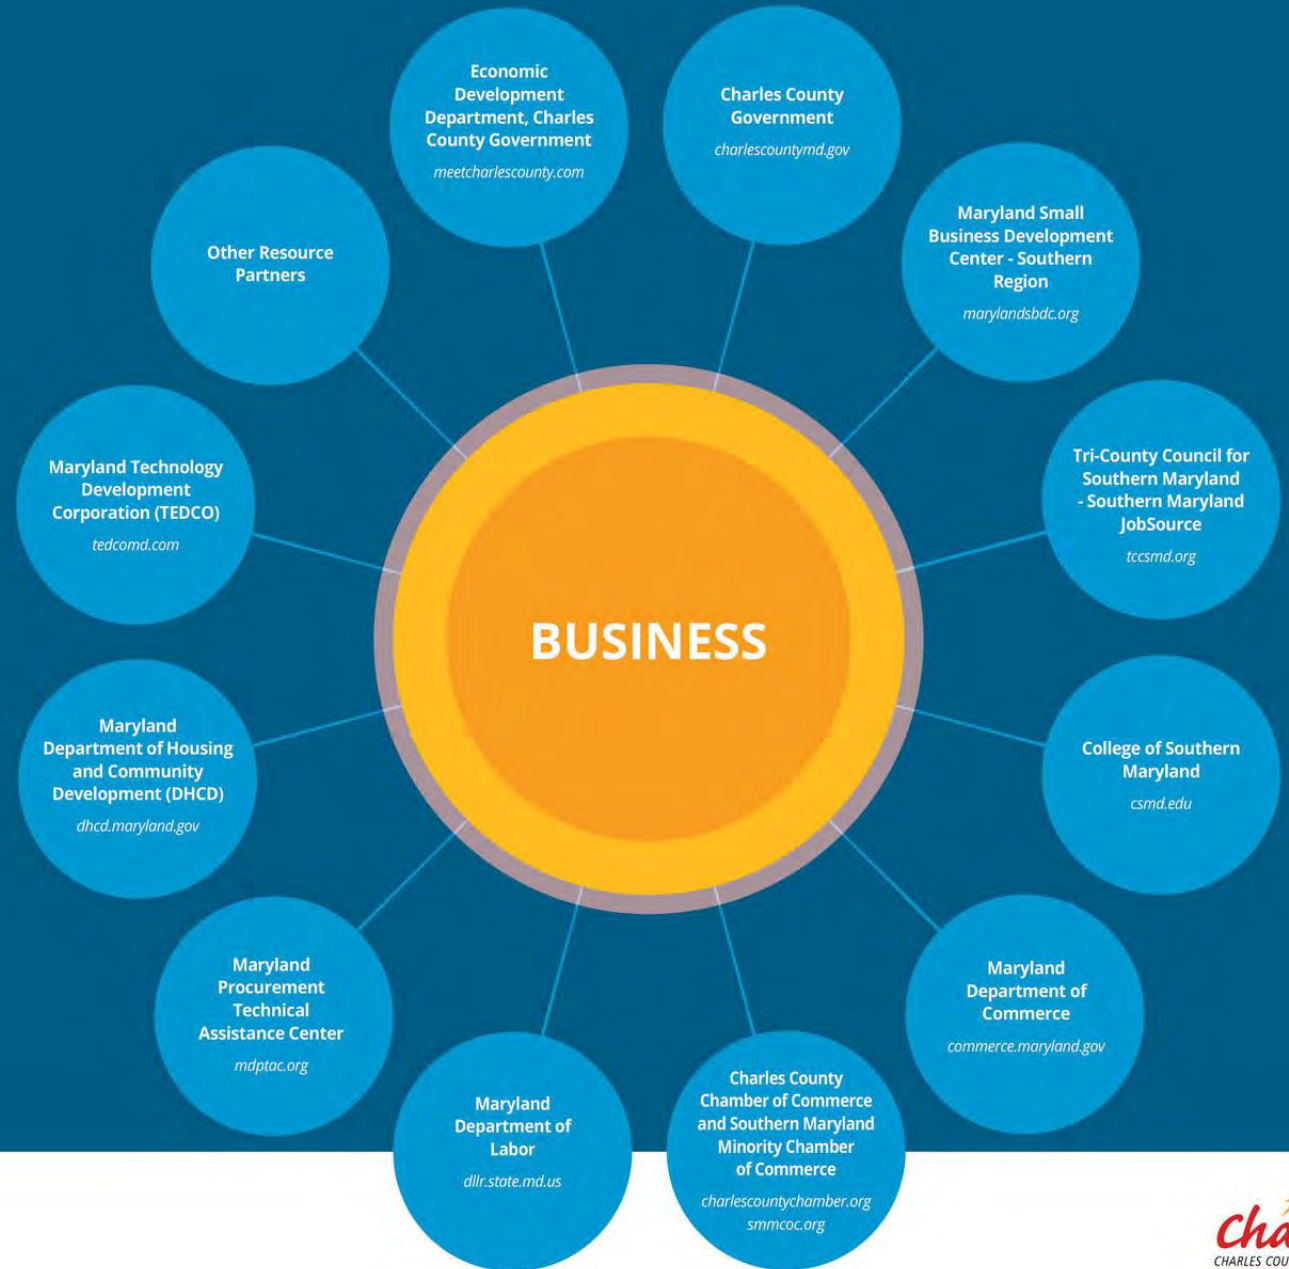 Economic
Development
Department, Charles
County Government
meetcharlescounty.com
Charles County
Government
charlescountymd.gov
Maryland Small
Business Development
Center - Southern
Region
marylandsbdc.org
Other Resource
Partners
Tri-County Council for
Southern Maryland
- Southern Maryland
JobSource
tccsmd.org
Maryland Technology
Development
Corporation (TEDCO)
tedcomd.com
BUSINESS
College of Southern
Maryland
csmd.edu
Maryland
Department of Housing
and Community
Development (DHCD)
dhcd.maryland.gov
Maryland
Department of
Commerce
commerce.maryland.gov
Maryland
Procurement
Technical
Assistance Center
mdptac.org
Charles County
Chamber of Commerce
and Southern Maryland
Minority Chamber
of Commerce
charlescountychamber.org
smmcoc.org
Maryland
Department of
Labor
dllr.state.md.us
Cha
CHARLES COU